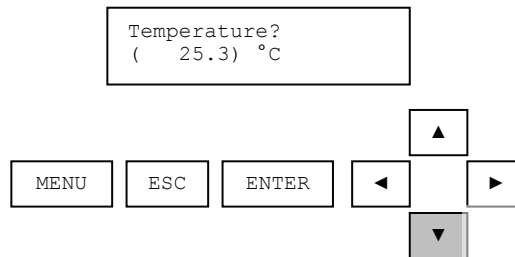 Temperature?
(   25.3) °C
▲
MENU ESC ENTER ◄ ►
▼